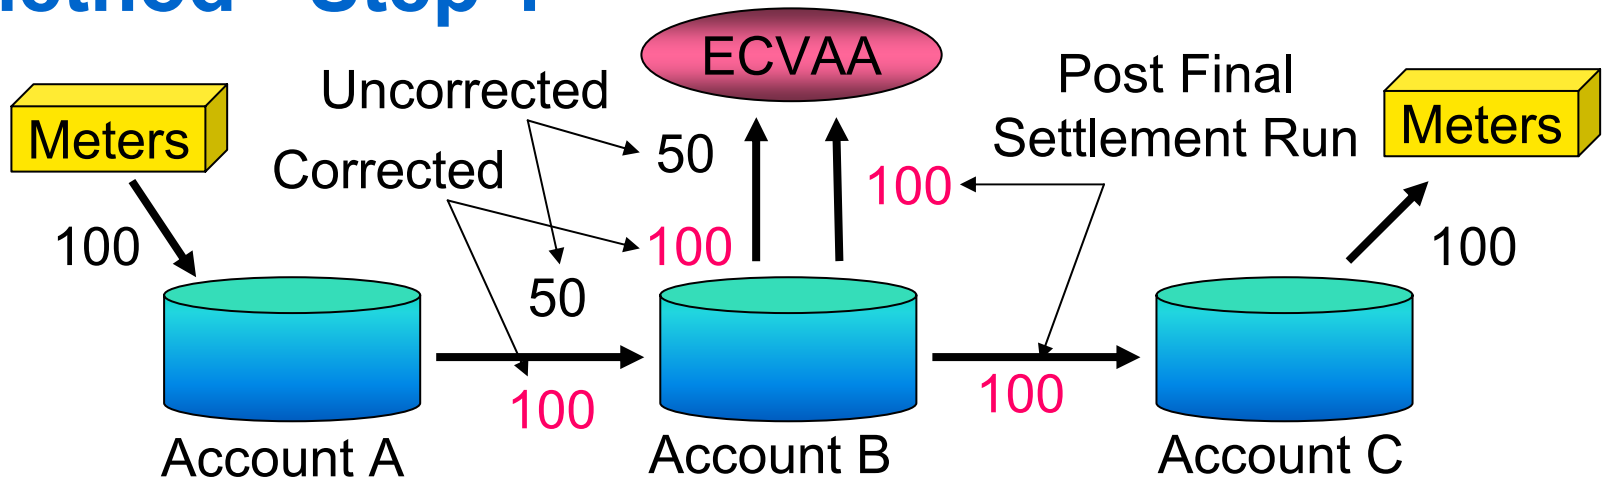 ECVAA
Post Final
Settlement Run
Uncorrected
Corrected
Meters
Meters
50
100
100
100
100
50
100
100
Account A
Account B
Account C